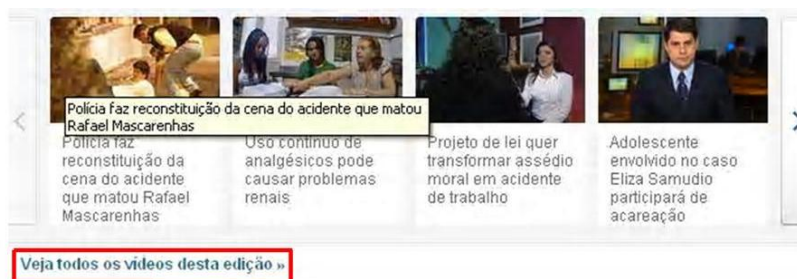 Polícia faz reconstituição da cena do acidente que matou
Rafael Mascarenhas
Polícia faz
reconstituição da
cena do acidente
que matou Rafael
Mascarenhas
Uso contínuo de
analgésicos pode
causar problemas
renais
Projeto de lei quer
transformar assédio
moral em acidente
de trabalho
Adolescente
envolvido no caso
Eliza Samudio
participará de
acareação
Veja todos os vídeos desta edição »